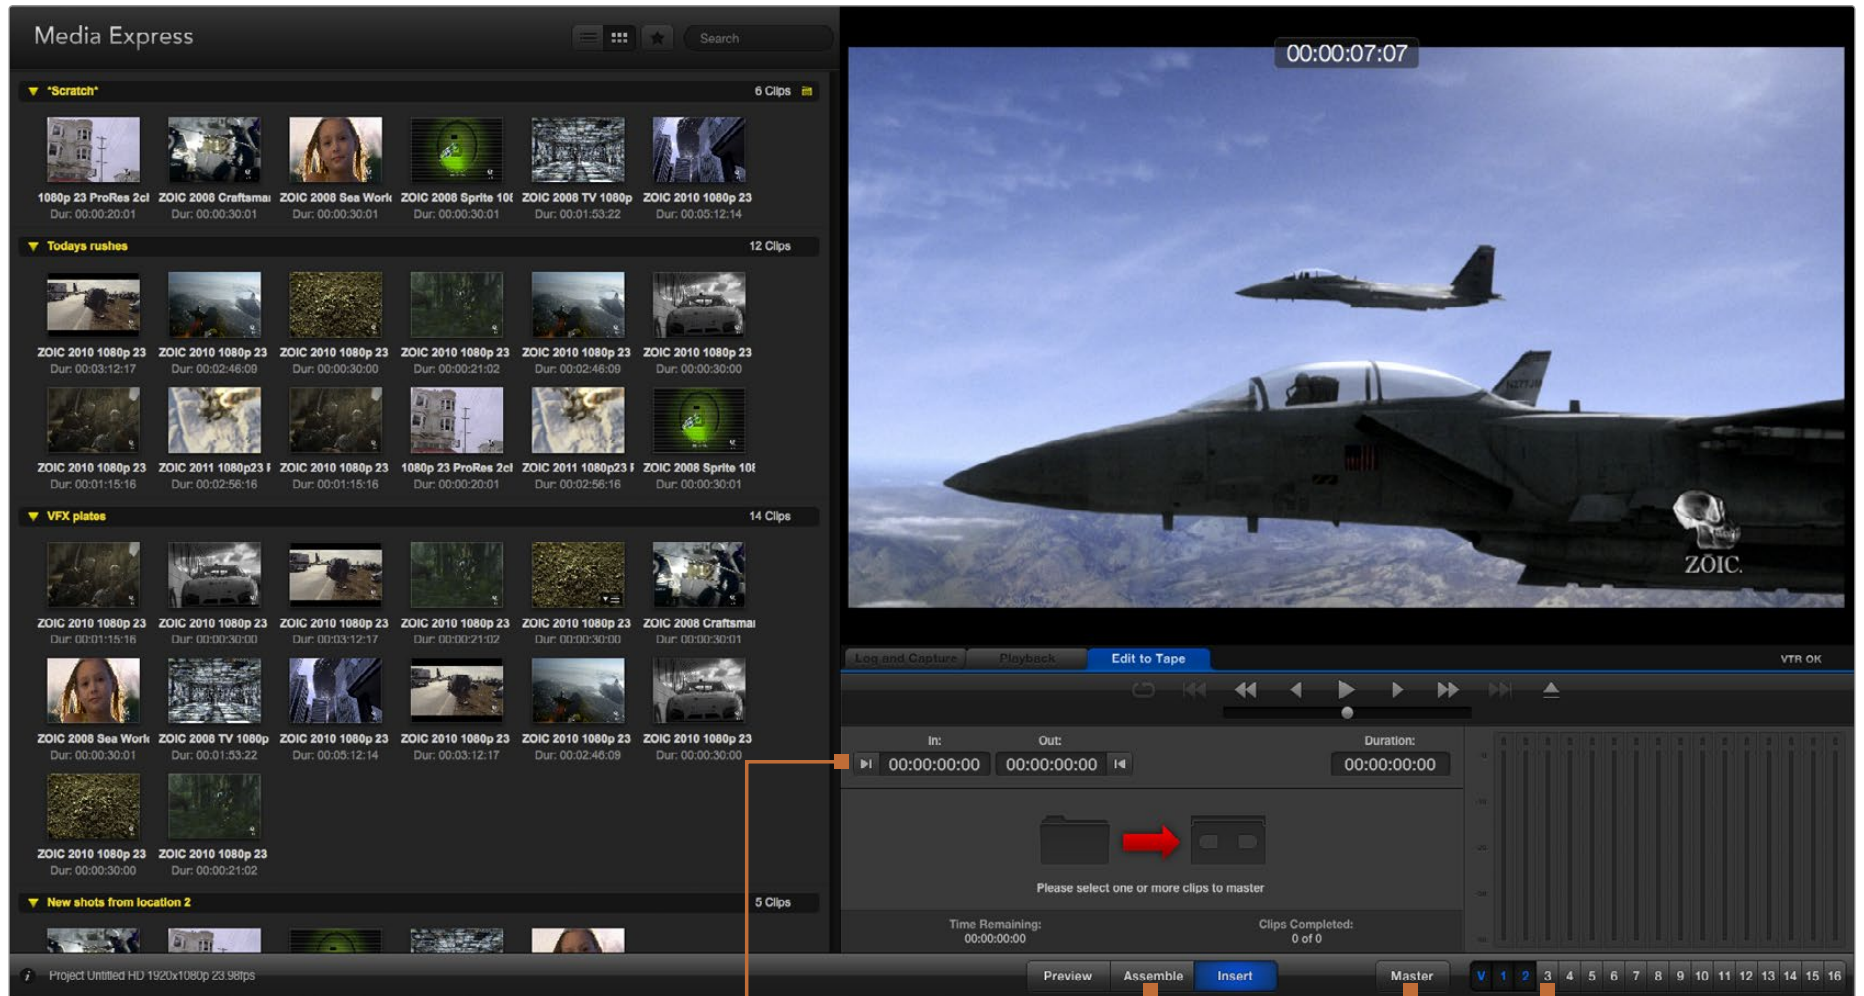 Media Express
Search
00:00:07:07
*Scratch*
6 Clips
1080p 23 ProRes 2cl ZOIC 2008 Craftsmai ZOIC 2008 Sea Work ZOIC 2008 Sprite 108 ZOIC 2008 TV 1080p ZOIC 2010 1080p 23
Dur: 00:00:20:01 Dur: 00:00:30:01 Dur: 00:00:30:01 Dur: 00:00:30:01 Dur: 00:01:53:22 Dur: 00:05:12:14
Todays rushes
12 Clips
ZOIC 2010 1080p 23 ZOIC 2010 1080p 23 ZOIC 2010 1080p 23 ZOIC 2010 1080p 23 ZOIC 2010 1080p 23 ZOIC 2010 1080p 23
Dur: 00:03:12:17 Dur: 00:02:46:09 Dur: 00:00:30:00 Dur: 00:00:21:02 Dur: 00:02:46:09 Dur: 00:00:30:00
ZOIC 2010 1080p 23 ZOIC 2011 1080p23 F ZOIC 2010 1080p 23 1080p 23 ProRes 2cl ZOIC 2011 1080p23 F ZOIC 2008 Sprite 108
Dur: 00:01:15:16 Dur: 00:02:56:16 Dur: 00:01:15:16 Dur: 00:00:20:01 Dur: 00:02:56:16 Dur: 00:00:30:01
VFX plates
14 Clips
ZOIC 2010 1080p 23 ZOIC 2010 1080p 23 ZOIC 2010 1080p 23 ZOIC 2010 1080p 23 ZOIC 2010 1080p 23 ZOIC 2008 Craftsmai
Dur: 00:01:15:16 Dur: 00:00:30:00 Dur: 00:03:12:17 Dur: 00:00:21:02 Dur: 00:00:30:00 Dur: 00:00:30:01
ZOIC 2008 Sea Work ZOIC 2008 TV 1080p ZOIC 2010 1080p 23 ZOIC 2010 1080p 23 ZOIC 2010 1080p 23 ZOIC 2010 1080p 23
Dur: 00:00:30:01 Dur: 00:01:53:22 Dur: 00:05:12:14 Dur: 00:03:12:17 Dur: 00:02:46:09 Dur: 00:00:30:00
ZOIC 2010 1080p 23 ZOIC 2010 1080p 23
Dur: 00:00:30:00 Dur: 00:00:21:02
New shots from location 2
5 Clips
Project Untitled HD 1920x1080p 23.98fps
ZOIC.
Log and Capture Playback Edit to Tape
VTR OK
In: Out: Duration:
00:00:00:00 00:00:00:00 00:00:00:00
Please select one or more clips to master
Time Remaining: Clips Completed:
00:00:00:00 0 of 0
Preview Assemble Insert
Master
V 1 2 3 4 5 6 7 8 9 10 11 12 13 14 15 16